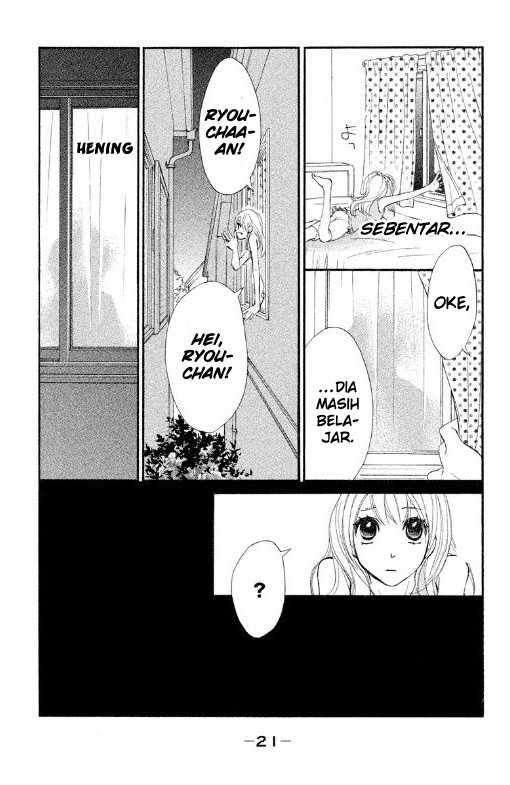 SEBENTAR...
OKE,
...DIA
MASIH
BELA-
JAR.
RYOU-
CHAA-
AN!
HEI,
RYOU-
CHAN!
HENING
?
-21-